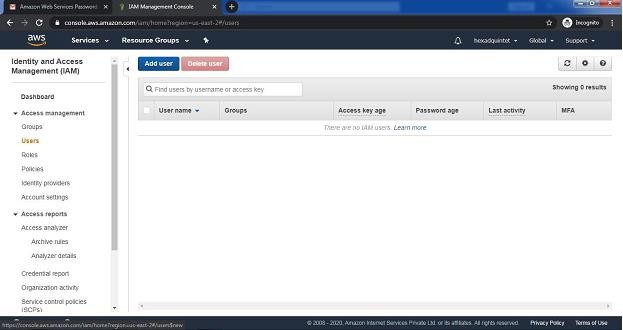 Amazon Web Services Password
IAM Management Console
console.aws.amazon.com/iam/home?region=us-east-2#/users
Incognito
aws
Services
Resource Groups
hexadquintet
Global
Support
Identity and Access
Management (IAM)
Add user
Delete user
Find users by username or access key
Showing 0 results
Dashboard
User name
Groups
Access key age
Password age
Last activity
MFA
There are no IAM users. Learn more
Access management
Groups
Users
Roles
Policies
Identity providers
Account settings
Access reports
Access analyzer
Archive rules
Analyzer details
Credential report
Organization activity
Service control policies
(SCPs)
https://console.aws.amazon.com/iam/home?region=us-east-2#/users$new
© 2008 - 2020, Amazon Internet Services Private Ltd. or its affiliates. All rights reserved.
Privacy Policy
Terms of Use